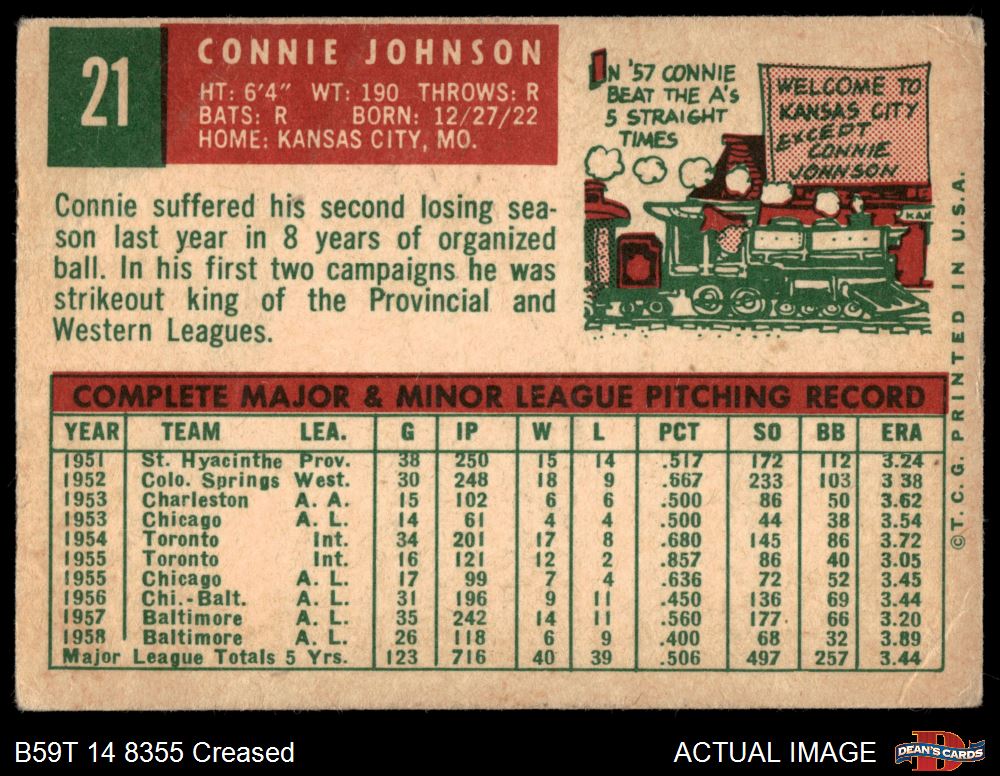 21
CONNIE JOHNSON
HT: 6'4" WT: 190 THROWS: R
BATS: R BORN: 12/27/22
HOME: KANSAS CITY, MO.
IN '57 CONNIE
BEAT THE A's
5 STRAIGHT
TIMES
WELCOME TO
KANSAS CITY
EXCEPT
CONNIE
JOHNSON
KAN
Connie suffered his second losing sea-
son last year in 8 years of organized
ball. In his first two campaigns he was
strikeout king of the Provincial and
Western Leagues.
COMPLETE MAJOR & MINOR LEAGUE PITCHING RECORD
YEAR TEAM LEA. G IP W L PCT SO BB ERA
1951 St. Hyacinthe Prov. 38 250 15 14 .517 172 112 3.24
1952 Colo. Springs West. 30 248 18 9 .667 233 103 3 38
1953 Charleston A. A. 15 102 6 6 .500 86 50 3.62
1953 Chicago A. L. 14 61 4 4 .500 44 38 3.54
1954 Toronto Int. 34 201 17 8 .680 145 86 3.72
1955 Toronto Int. 16 121 12 2 .857 86 40 3.05
1955 Chicago A. L. 17 99 7 4 .636 72 52 3.45
1956 Chi.-Balt. A. L. 31 196 9 11 .450 136 69 3.44
1957 Baltimore A. L. 35 242 14 11 .560 177 66 3.20
1958 Baltimore A. L. 26 118 6 9 .400 68 32 3.89
Major League Totals 5 Yrs. 123 716 40 39 .506 497 257 3.44
©T. C. G. PRINTED IN U.S.A.
B59T 14 8355 Creased
ACTUAL IMAGE
DEAN'S CARDS